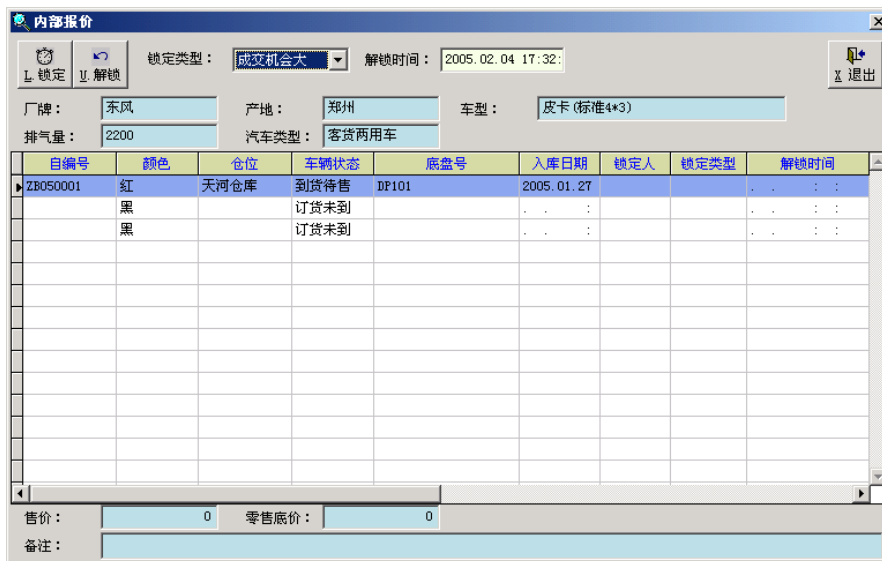 内部报价
L.锁定 U.解锁 锁定类型： 成交机会大 解锁时间： 2005.02.04 17:32: X 退出
厂牌： 东风 产地： 郑州 车型： 皮卡(标准4*3)
排气量： 2200 汽车类型： 客货两用车
自编号 颜色 仓位 车辆状态 底盘号 入库日期 锁定人 锁定类型 解锁时间
ZB050001 红 天河仓库 到货待售 DP101 2005.01.27 . . : :
黑 订货未到 . . : . . : :
黑 订货未到 . . : . . : :
售价： 0 零售底价： 0
备注：